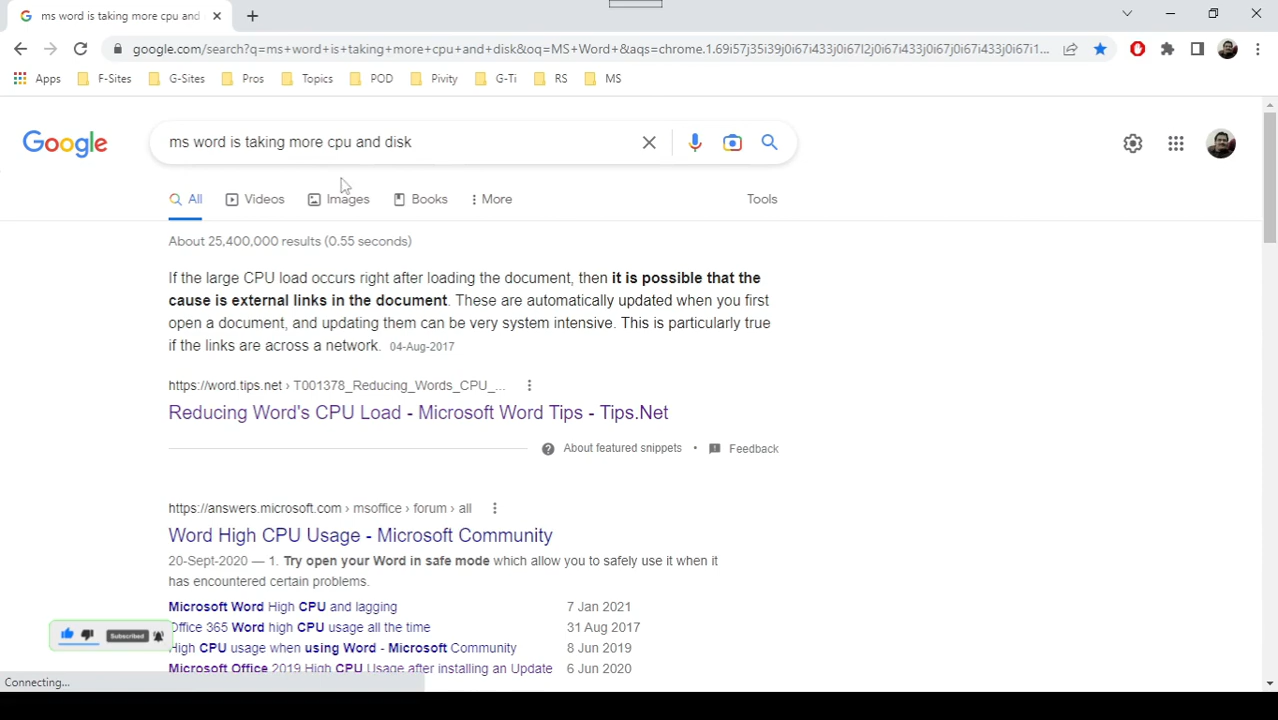 ms word is taking more cpu and
google.com/search?q=ms+word+is+taking+more+cpu+and+disk&oq=MS+Word+&aqs=chrome.1.69i57j35i39j0i67i433j0i67l2j0i67i433j0i67j0i67i433j0i67i1...
Apps F-Sites G-Sites Pros Topics POD Pivity G-Ti RS MS
Google
ms word is taking more cpu and disk
All Videos Images Books More Tools
About 25,400,000 results (0.55 seconds)
If the large CPU load occurs right after loading the document, then it is possible that the
cause is external links in the document. These are automatically updated when you first
open a document, and updating them can be very system intensive. This is particularly true
if the links are across a network. 04-Aug-2017
https://word.tips.net › T001378_Reducing_Words_CPU_...
Reducing Word's CPU Load - Microsoft Word Tips - Tips.Net
About featured snippets • Feedback
https://answers.microsoft.com › msoffice › forum › all
Word High CPU Usage - Microsoft Community
20-Sept-2020 — 1. Try open your Word in safe mode which allow you to safely use it when it
has encountered certain problems.
Microsoft Word High CPU and lagging 7 Jan 2021
Office 365 Word high CPU usage all the time 31 Aug 2017
High CPU usage when using Word - Microsoft Community 8 Jun 2019
Subscribed
Microsoft Office 2019 High CPU Usage after installing an Update 6 Jun 2020
Connecting...